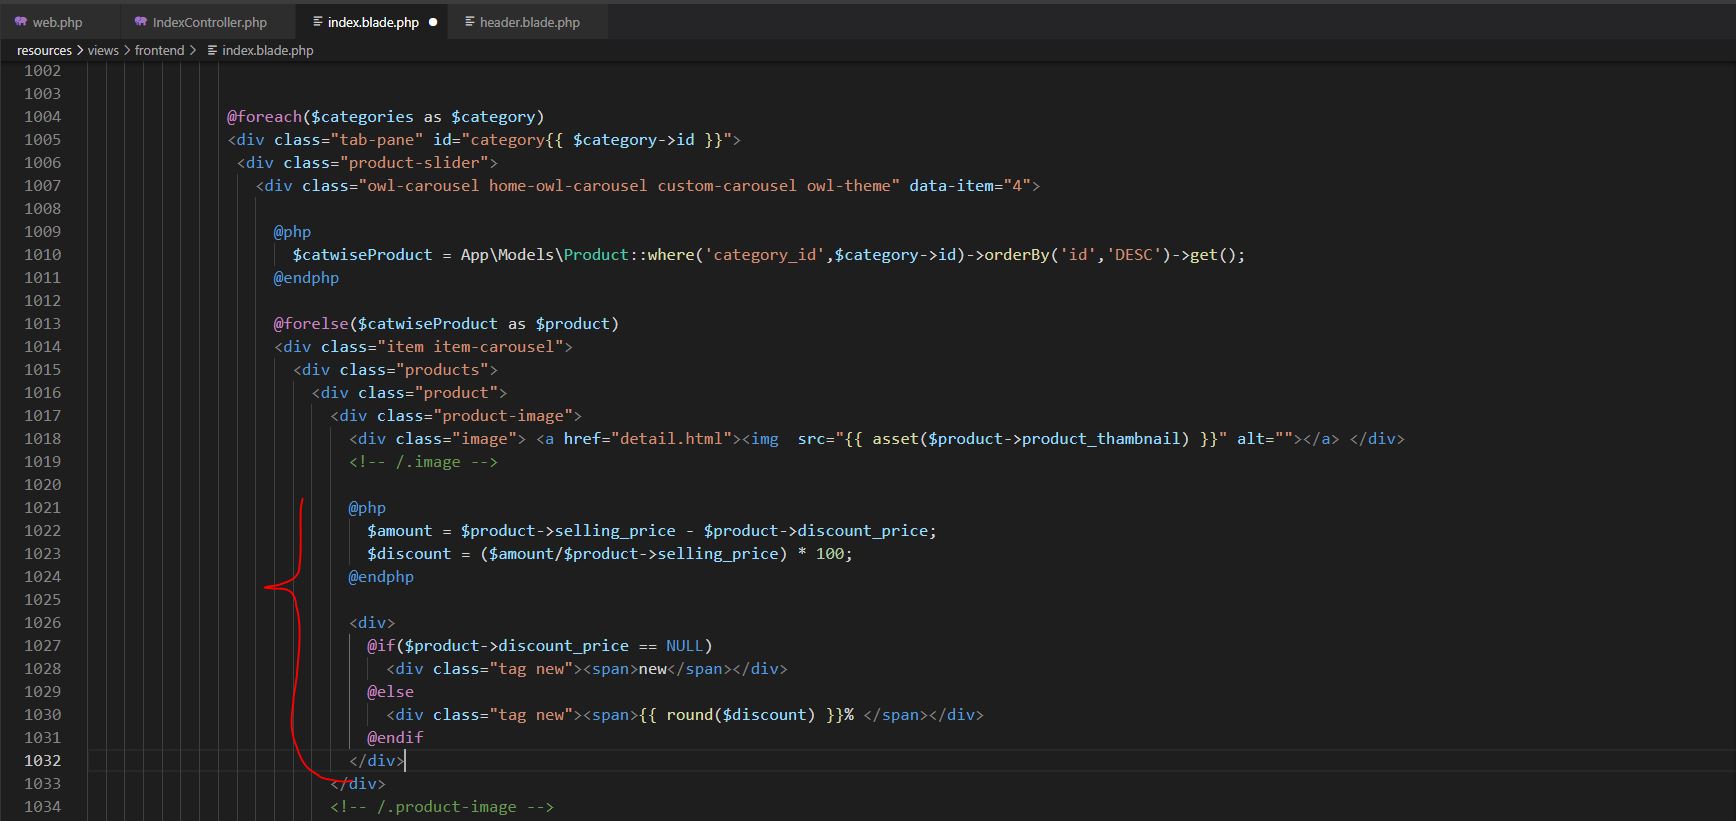 web.php IndexController.php index.blade.php header.blade.php
resources > views > frontend > index.blade.php
1002
1003
1004 @foreach($categories as $category)
1005 <div class="tab-pane" id="category{{ $category->id }}">
1006 <div class="product-slider">
1007 <div class="owl-carousel home-owl-carousel custom-carousel owl-theme" data-item="4">
1008
1009 @php
1010 $catwiseProduct = App\Models\Product::where('category_id',$category->id)->orderBy('id','DESC')->get();
1011 @endphp
1012
1013 @forelse($catwiseProduct as $product)
1014 <div class="item item-carousel">
1015 <div class="products">
1016 <div class="product">
1017 <div class="product-image">
1018 <div class="image"> <a href="detail.html"><img  src="{{ asset($product->product_thambnail) }}" alt=""></a> </div>
1019 <!-- /.image -->
1020
1021 @php
1022 $amount = $product->selling_price - $product->discount_price;
1023 $discount = ($amount/$product->selling_price) * 100;
1024 @endphp
1025
1026 <div>
1027 @if($product->discount_price == NULL)
1028 <div class="tag new"><span>new</span></div>
1029 @else
1030 <div class="tag new"><span>{{ round($discount) }}% </span></div>
1031 @endif
1032 </div>
1033 </div>
1034 <!-- /.product-image -->